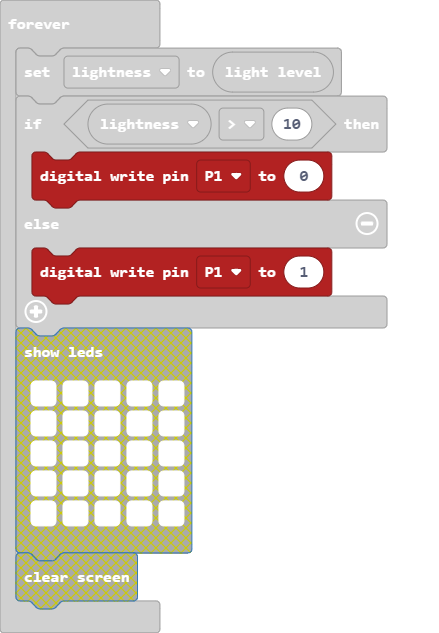 forever
set lightness to light level
if lightness > 10 then
digital write pin P1 to 0
else
digital write pin P1 to 1
show leds
clear screen